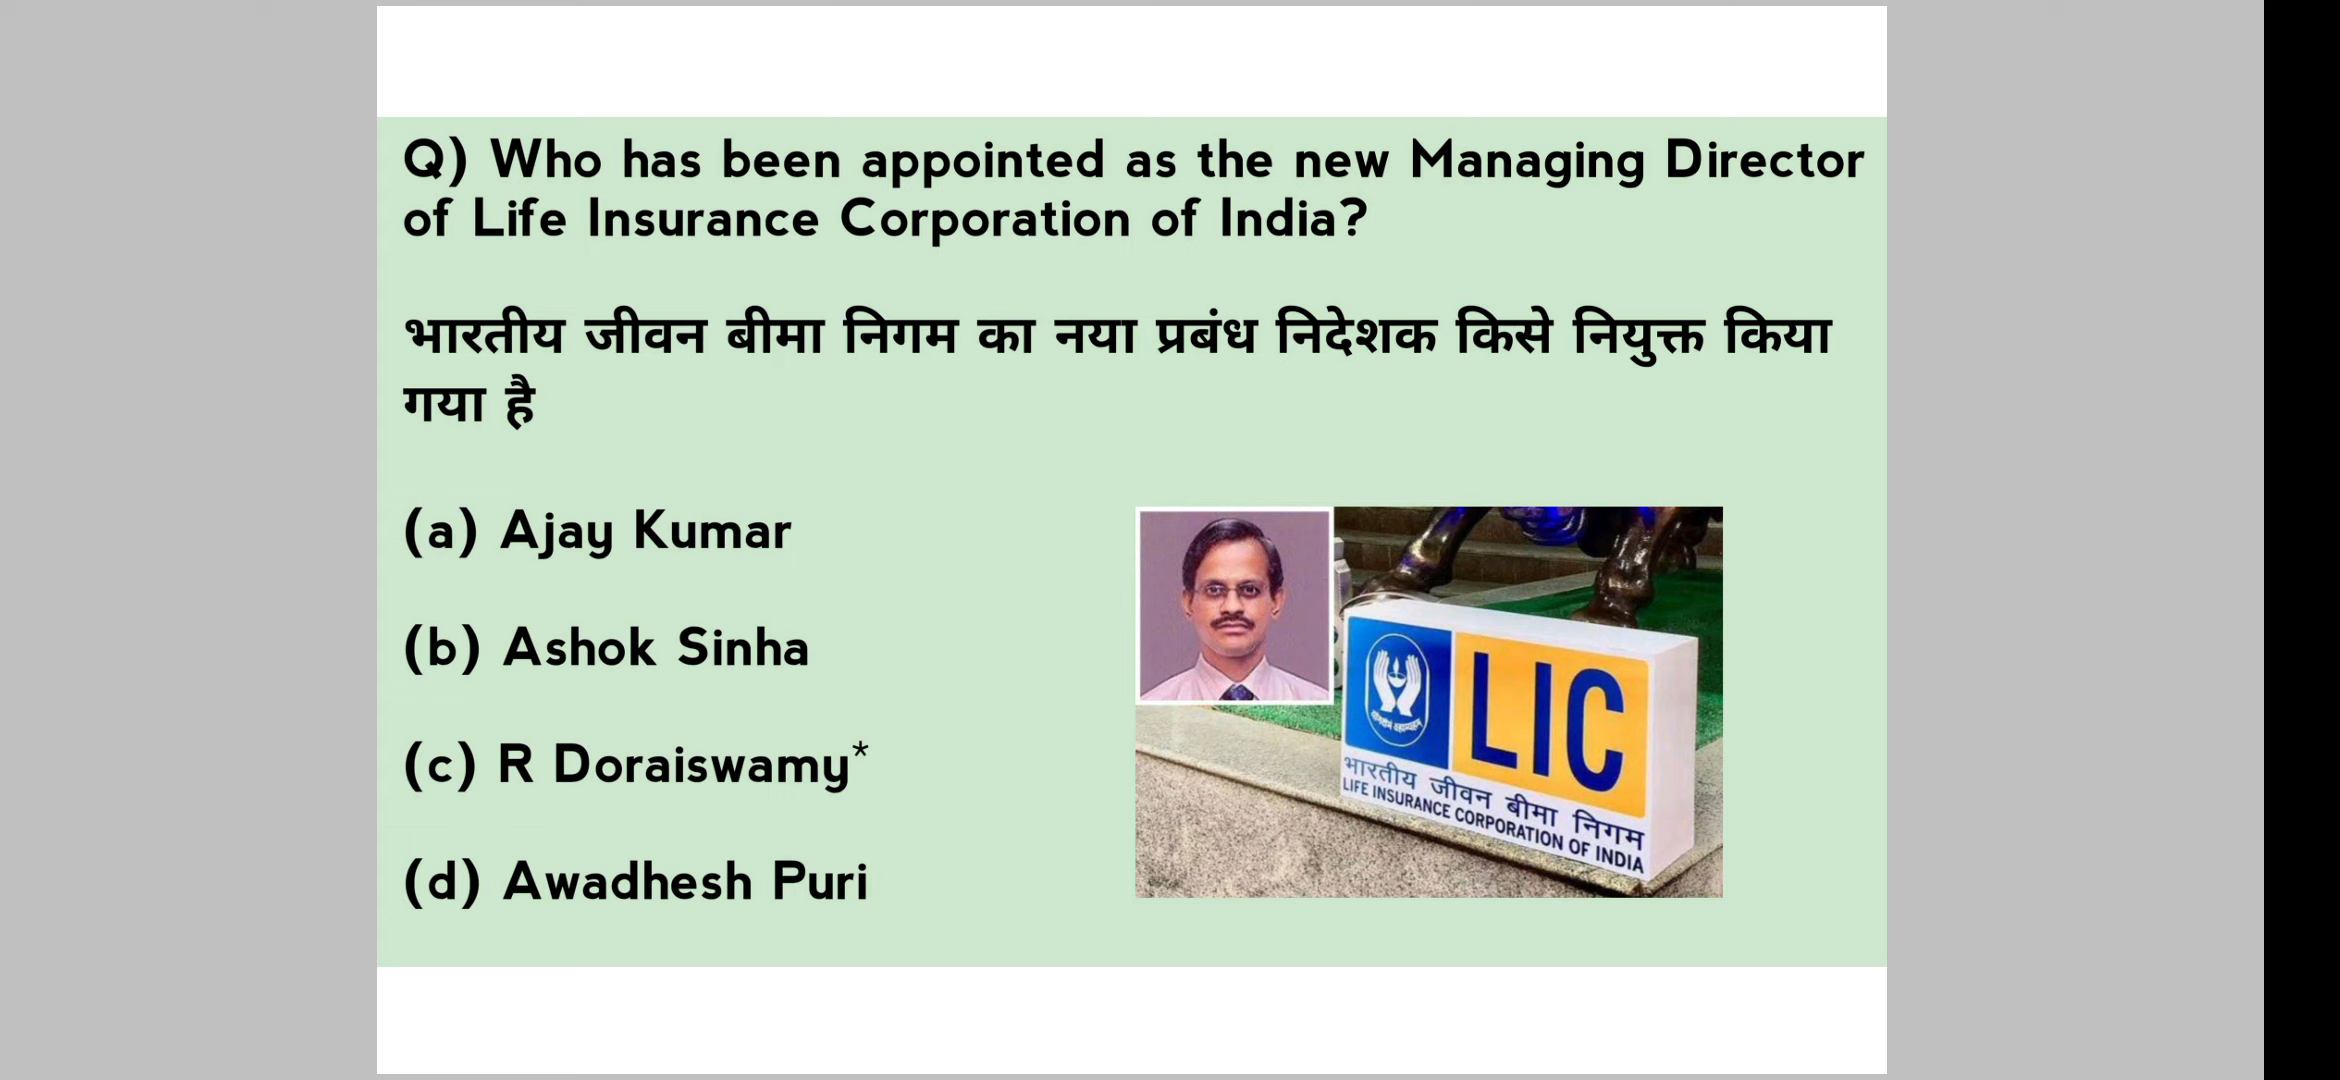 Q) Who has been appointed as the new Managing Director
of Life Insurance Corporation of India?
भारतीय जीवन बीमा निगम का नया प्रबंध निदेशक किसे नियुक्त किया
गया है
(a) Ajay Kumar
(b) Ashok Sinha
(c) R Doraiswamy*
(d) Awadhesh Puri
LIC
भारतीय जीवन बीमा निगम
LIFE INSURANCE CORPORATION OF INDIA